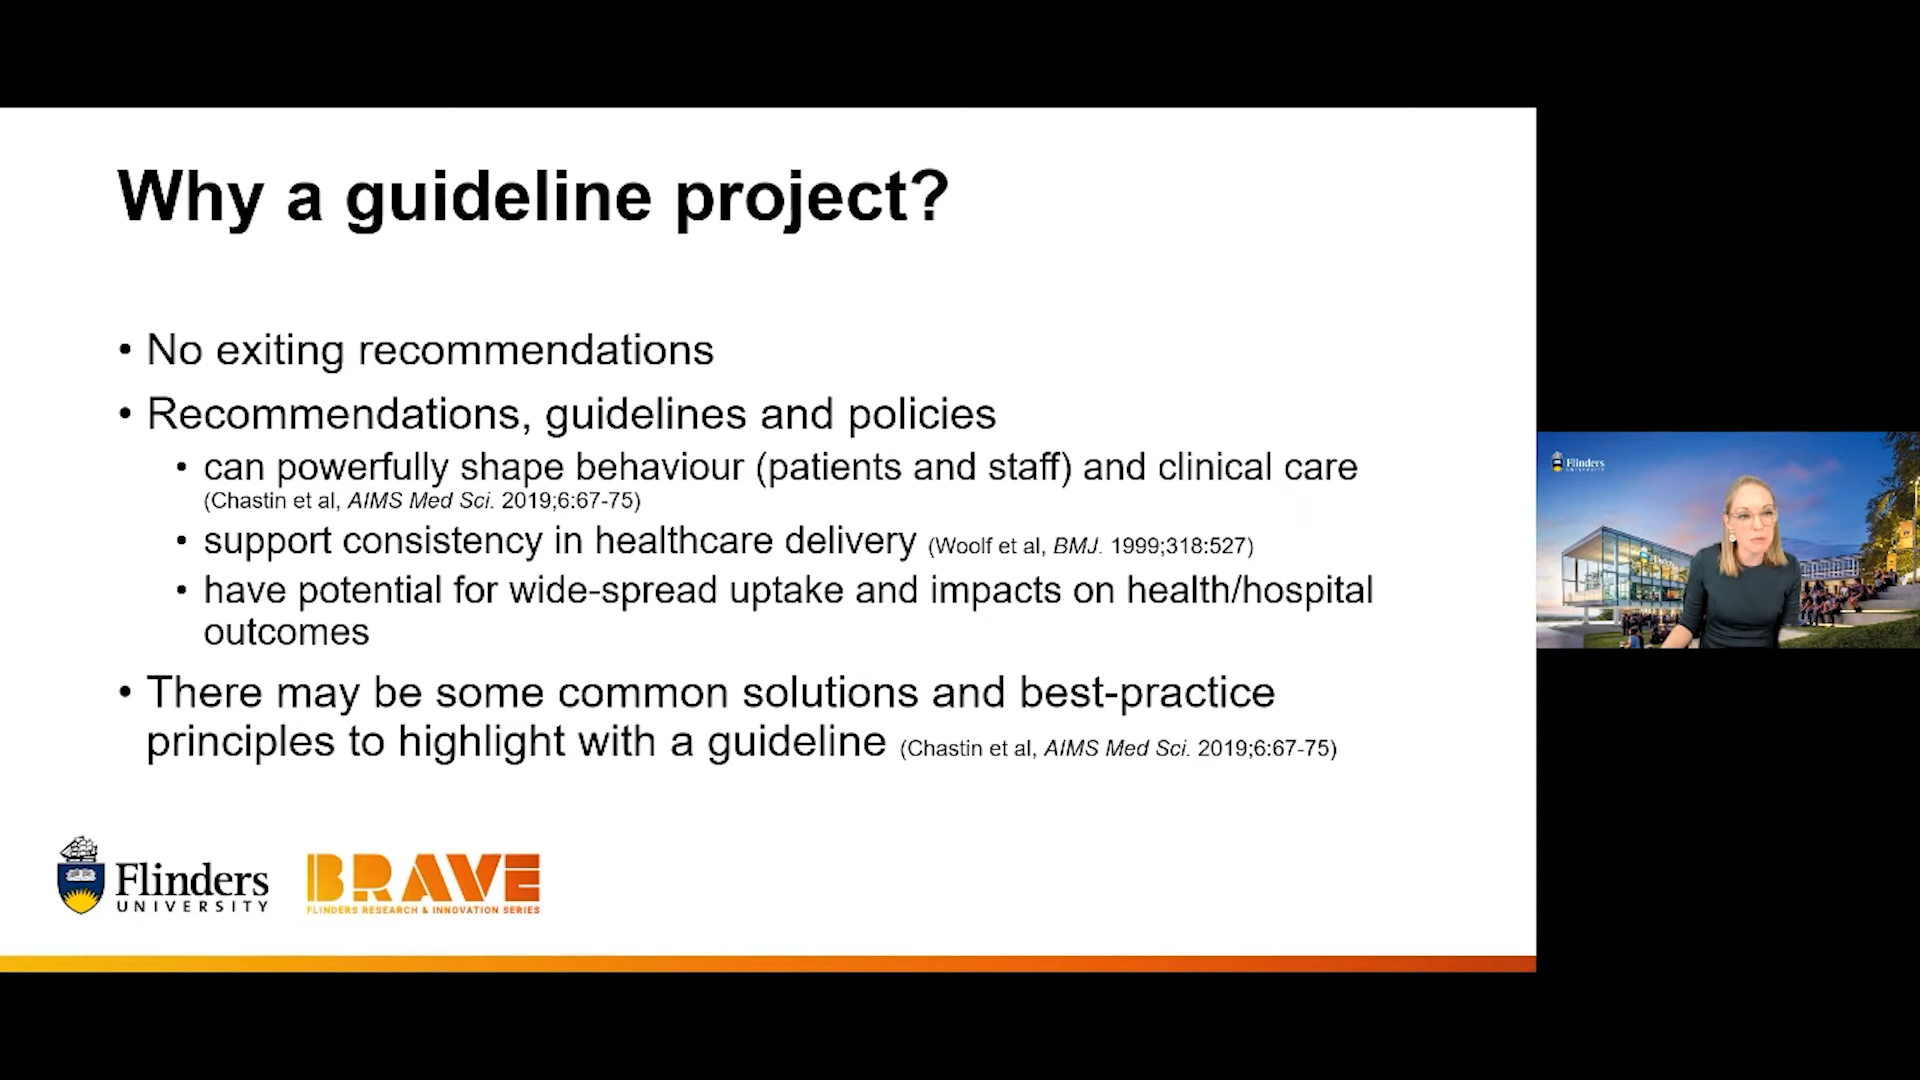 Why a guideline project?
• No exiting recommendations
• Recommendations, guidelines and policies
• can powerfully shape behaviour (patients and staff) and clinical care
(Chastin et al, AIMS Med Sci. 2019;6:67-75)
• support consistency in healthcare delivery (Woolf et al, BMJ. 1999;318:527)
• have potential for wide-spread uptake and impacts on health/hospital
outcomes
• There may be some common solutions and best-practice
principles to highlight with a guideline (Chastin et al, AIMS Med Sci. 2019;6:67-75)
Flinders
UNIVERSITY
BRAVE
FLINDERS RESEARCH & INNOVATION SERIES
Flinders
UNIVERSITY